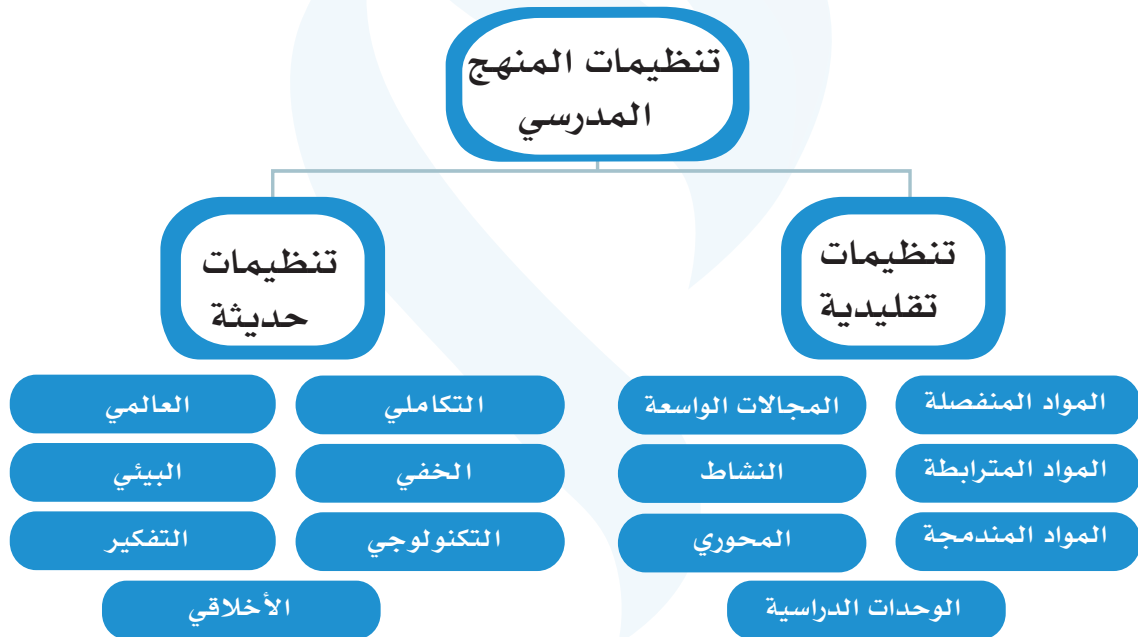 تنظيمات المنهج
المدرسي
تنظيمات
تقليدية
تنظيمات
حديثة
المواد المنفصلة
المجالات الواسعة
المواد المترابطة
النشاط
المواد المندمجة
المحوري
الوحدات الدراسية
التكاملي
العالمي
الخفي
البيئي
التكنولوجي
التفكير
الأخلاقي